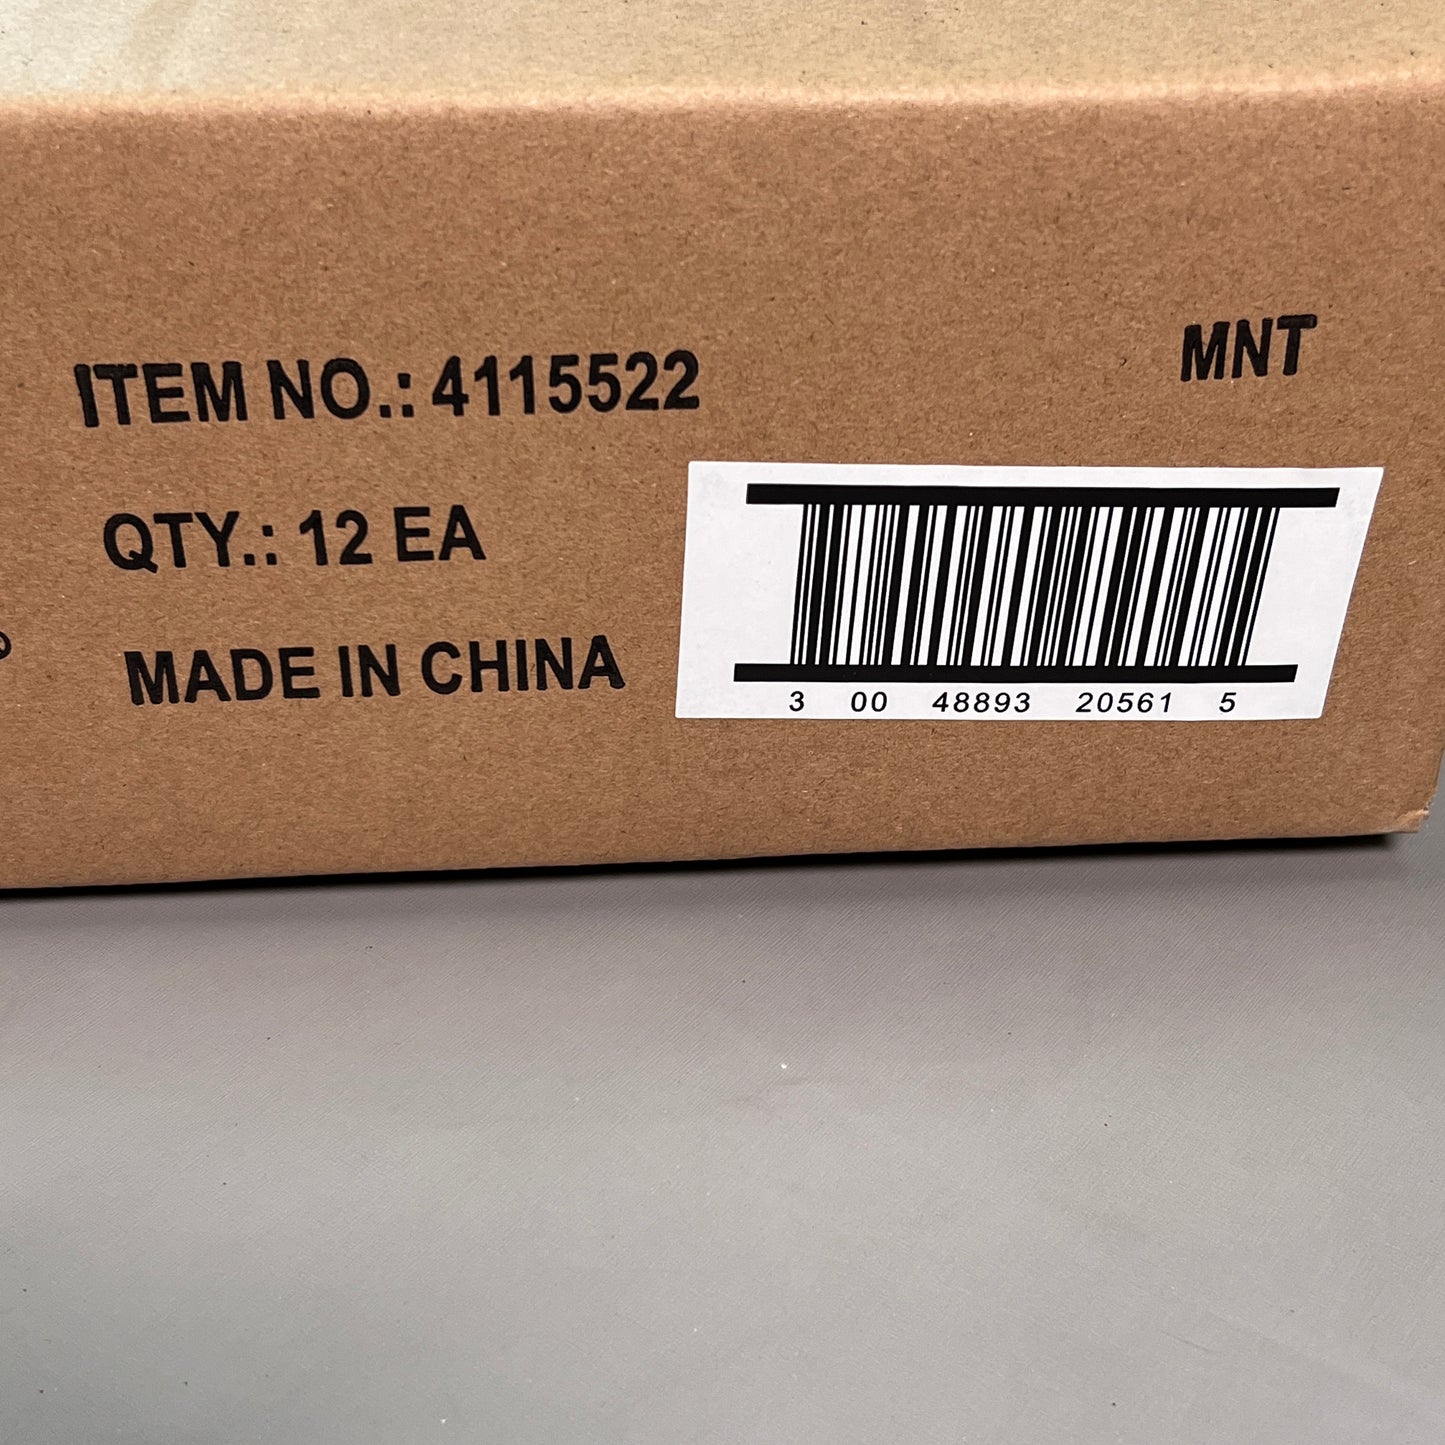 MNT
ITEM NO.: 4115522
QTY.: 12 EA
MADE IN CHINA
3 00 48893 20561 5
®